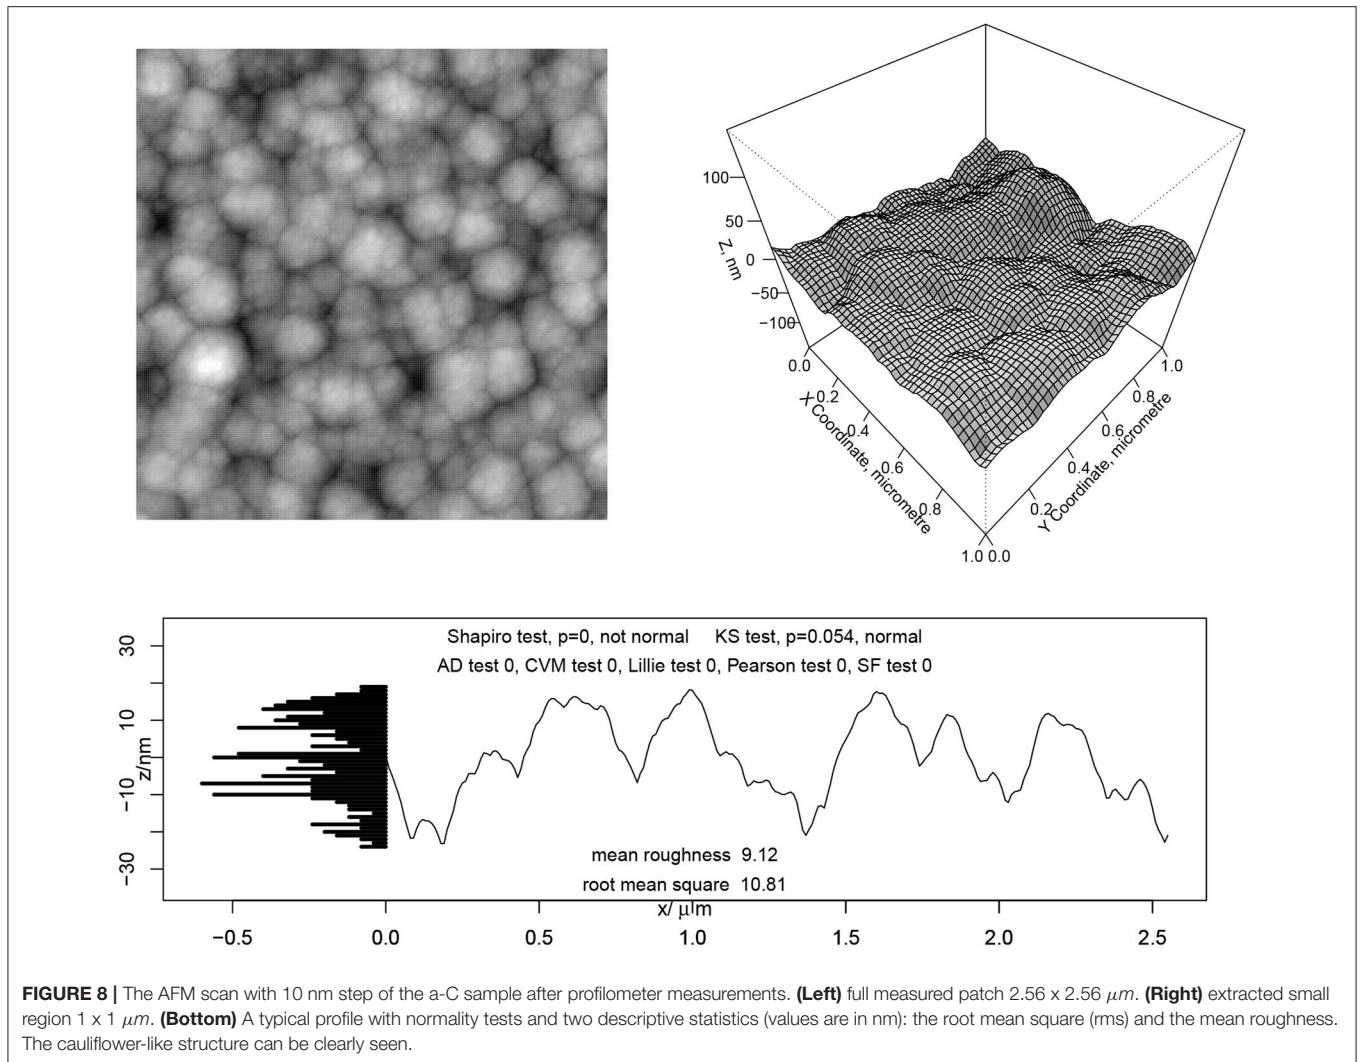 100
50
0
−50
−100
Z, nm
0.0
0.2
0.4
0.6
0.8
1.0
X Coordinate, micrometre
0.0
0.2
0.4
0.6
0.8
1.0
Y Coordinate, micrometre
Shapiro test, p=0, not normal KS test, p=0.054, normal
AD test 0, CVM test 0, Lillie test 0, Pearson test 0, SF test 0
30
10
−10
−30
z/nm
mean roughness 9.12
root mean square 10.81
x/ μm
−0.5 0.0 0.5 1.0 1.5 2.0 2.5
FIGURE 8 | The AFM scan with 10 nm step of the a-C sample after profilometer measurements. (Left) full measured patch 2.56 x 2.56 μm. (Right) extracted small
region 1 x 1 μm. (Bottom) A typical profile with normality tests and two descriptive statistics (values are in nm): the root mean square (rms) and the mean roughness.
The cauliflower-like structure can be clearly seen.